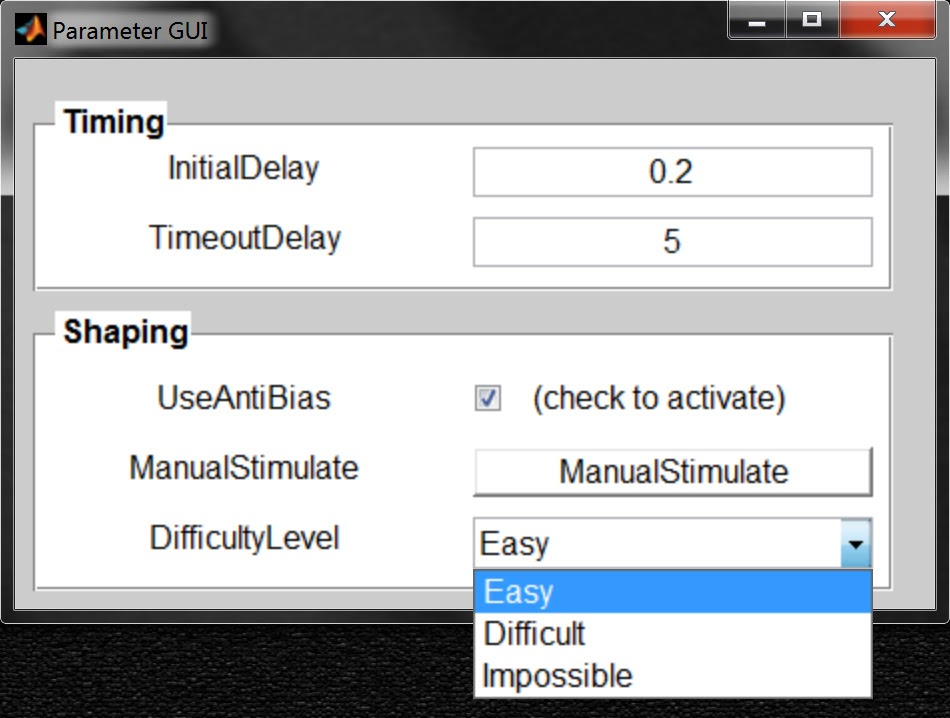 Parameter GUI
Timing
InitialDelay 0.2
TimeoutDelay 5
Shaping
UseAntiBias (check to activate)
ManualStimulate ManualStimulate
DifficultyLevel Easy
Easy
Difficult
Impossible